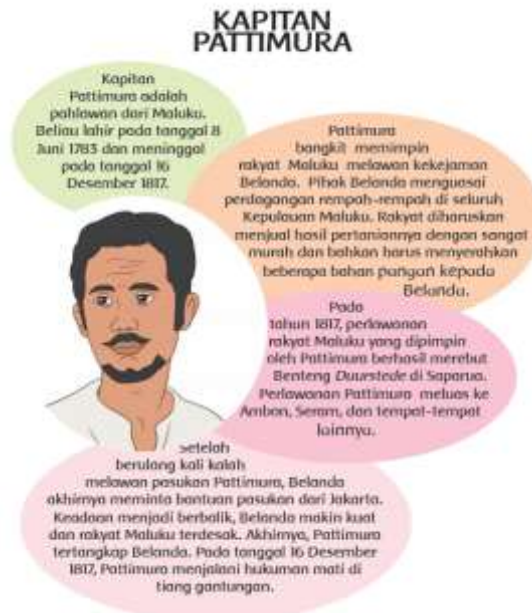 KAPITAN
PATTIMURA
Kapitan
Pattimura adalah
pahlawan dari Maluku.
Beliau lahir pada tanggal 8
Juni 1783 dan meninggal
pada tanggal 16
Desember 1817.
Pattimura
bangkit memimpin
rakyat Maluku melawan kekejaman
Belanda. Pihak Belanda menguasai
perdagangan rempah-rempah di seluruh
Kepulauan Maluku. Rakyat diharuskan
menjual hasil pertaniannya dengan sangat
murah dan bahkan harus menyerahkan
beberapa bahan pangan kepada
Belanda.
Pada
tahun 1817, perlawanan
rakyat Maluku yang dipimpin
oleh Pattimura berhasil merebut
Benteng Duurstede di Saparua.
Perlawanan Pattimura meluas ke
Ambon, Seram, dan tempat-tempat
lainnya.
Setelah
berulang kali kalah
melawan pasukan Pattimura, Belanda
akhirnya meminta bantuan pasukan dari Jakarta.
Keadaan menjadi berbalik, Belanda makin kuat
dan rakyat Maluku terdesak. Akhirnya, Pattimura
tertangkap Belanda. Pada tanggal 16 Desember
1817, Pattimura menjalani hukuman mati di
tiang gantungan.